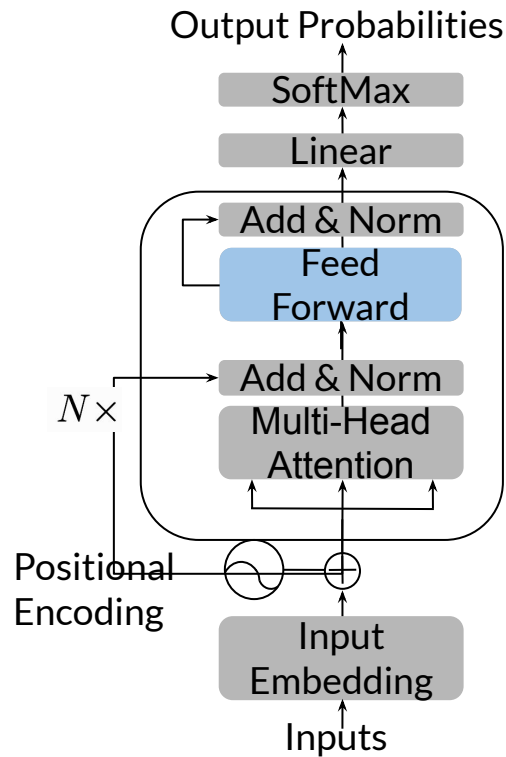 Output Probabilities
SoftMax
Linear
Add & Norm
Feed
Forward
Add & Norm
N×
Multi-Head
Attention
Positional
Encoding
Input
Embedding
Inputs